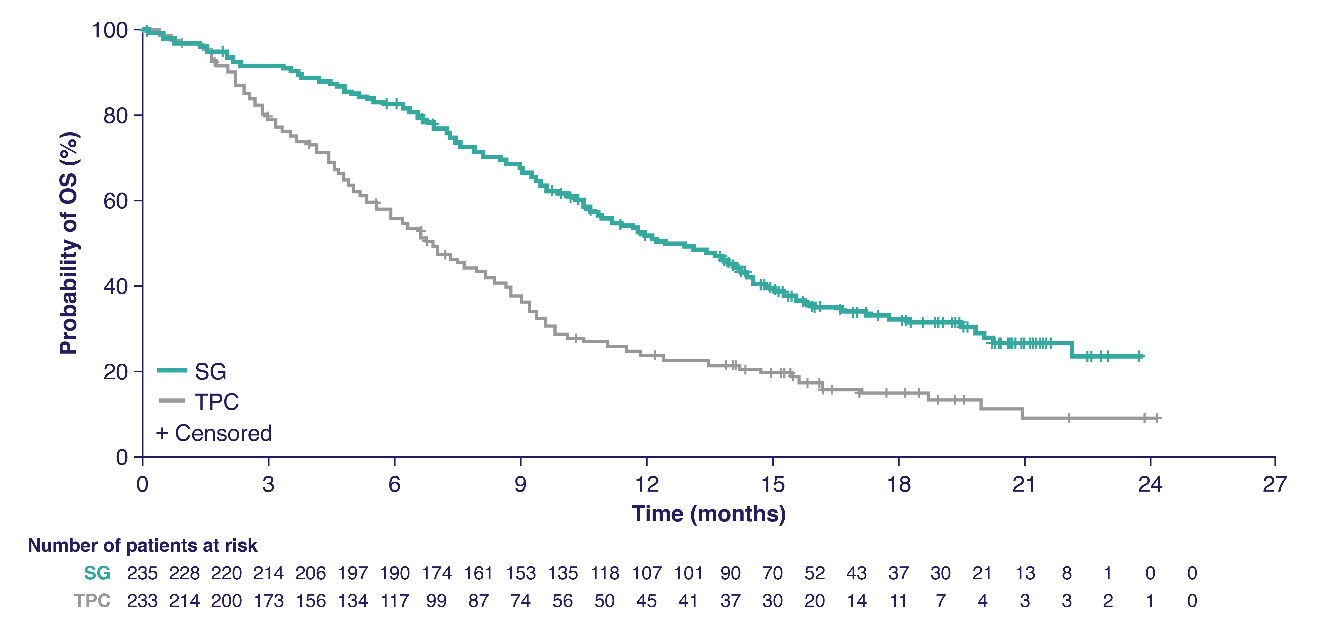 100
80
60
40
20
0
Probability of OS (%)
SG
TPC
+ Censored
0 3 6 9 12 15 18 21 24 27
Time (months)
Number of patients at risk
SG 235 228 220 214 206 197 190 174 161 153 135 118 107 101 90 70 52 43 37 30 21 13 8 1 0 0
TPC 233 214 200 173 156 134 117 99 87 74 56 50 45 41 37 30 20 14 11 7 4 3 3 2 1 0